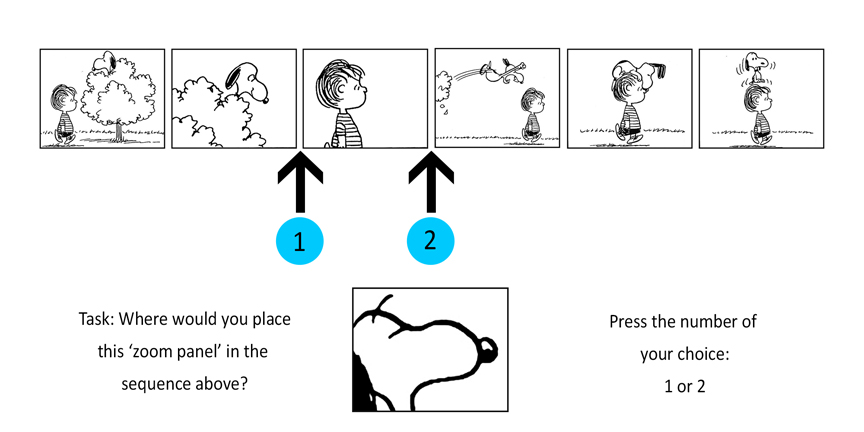 1
2
Task: Where would you place
this ‘zoom panel’ in the
sequence above?
Press the number of
your choice:
1 or 2